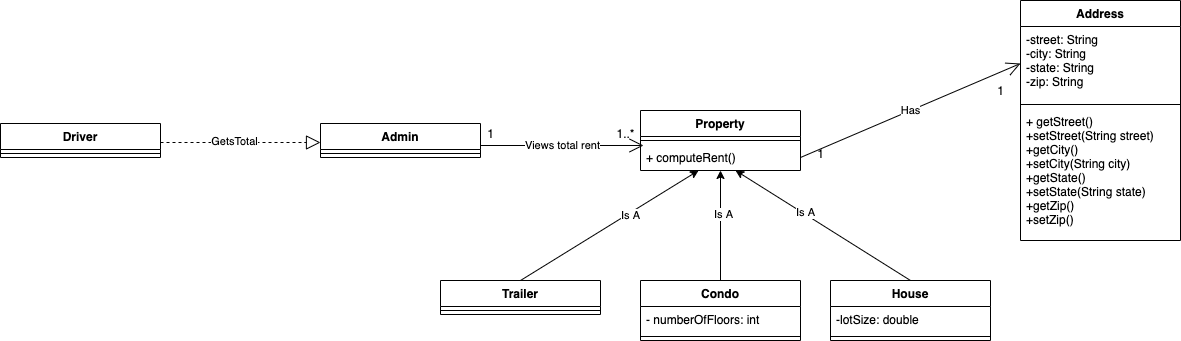 Address
-street: String
-city: String
-state: String
-zip: String
+ getStreet()
+setStreet(String street)
+getCity()
+setCity(String city)
+getState()
+setState(String state)
+getZip()
+setZip()
Has
1
1
Driver
GetsTotal
Admin
1
Views total rent
1..*
Property
+ computeRent()
Is A
Is A
Is A
Trailer
Condo
- numberOfFloors: int
House
-lotSize: double